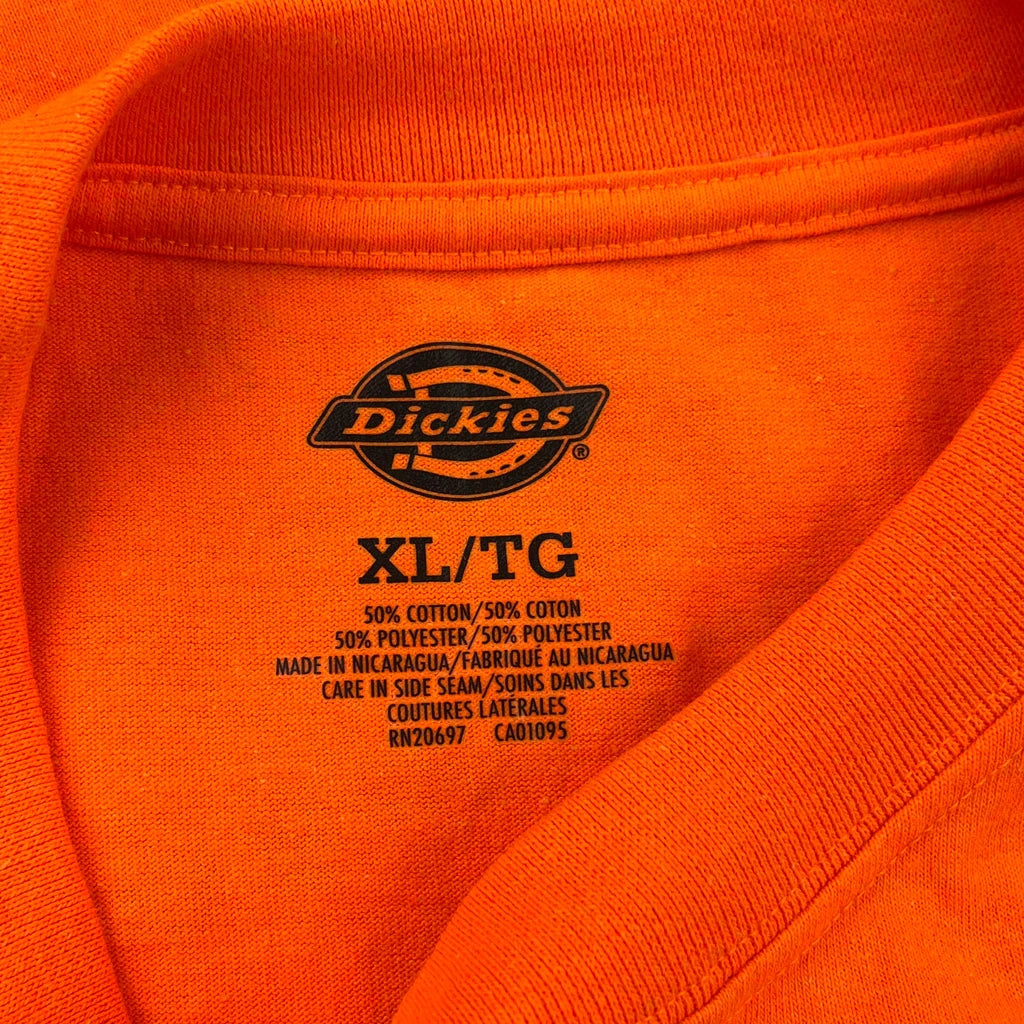 Dickies
®
XL/TG
50% COTTON/50% COTON
50% POLYESTER/50% POLYESTER
MADE IN NICARAGUA/FABRIQUÉ AU NICARAGUA
CARE IN SIDE SEAM/SOINS DANS LES
COUTURES LATÉRALES
RN20697 CA01095